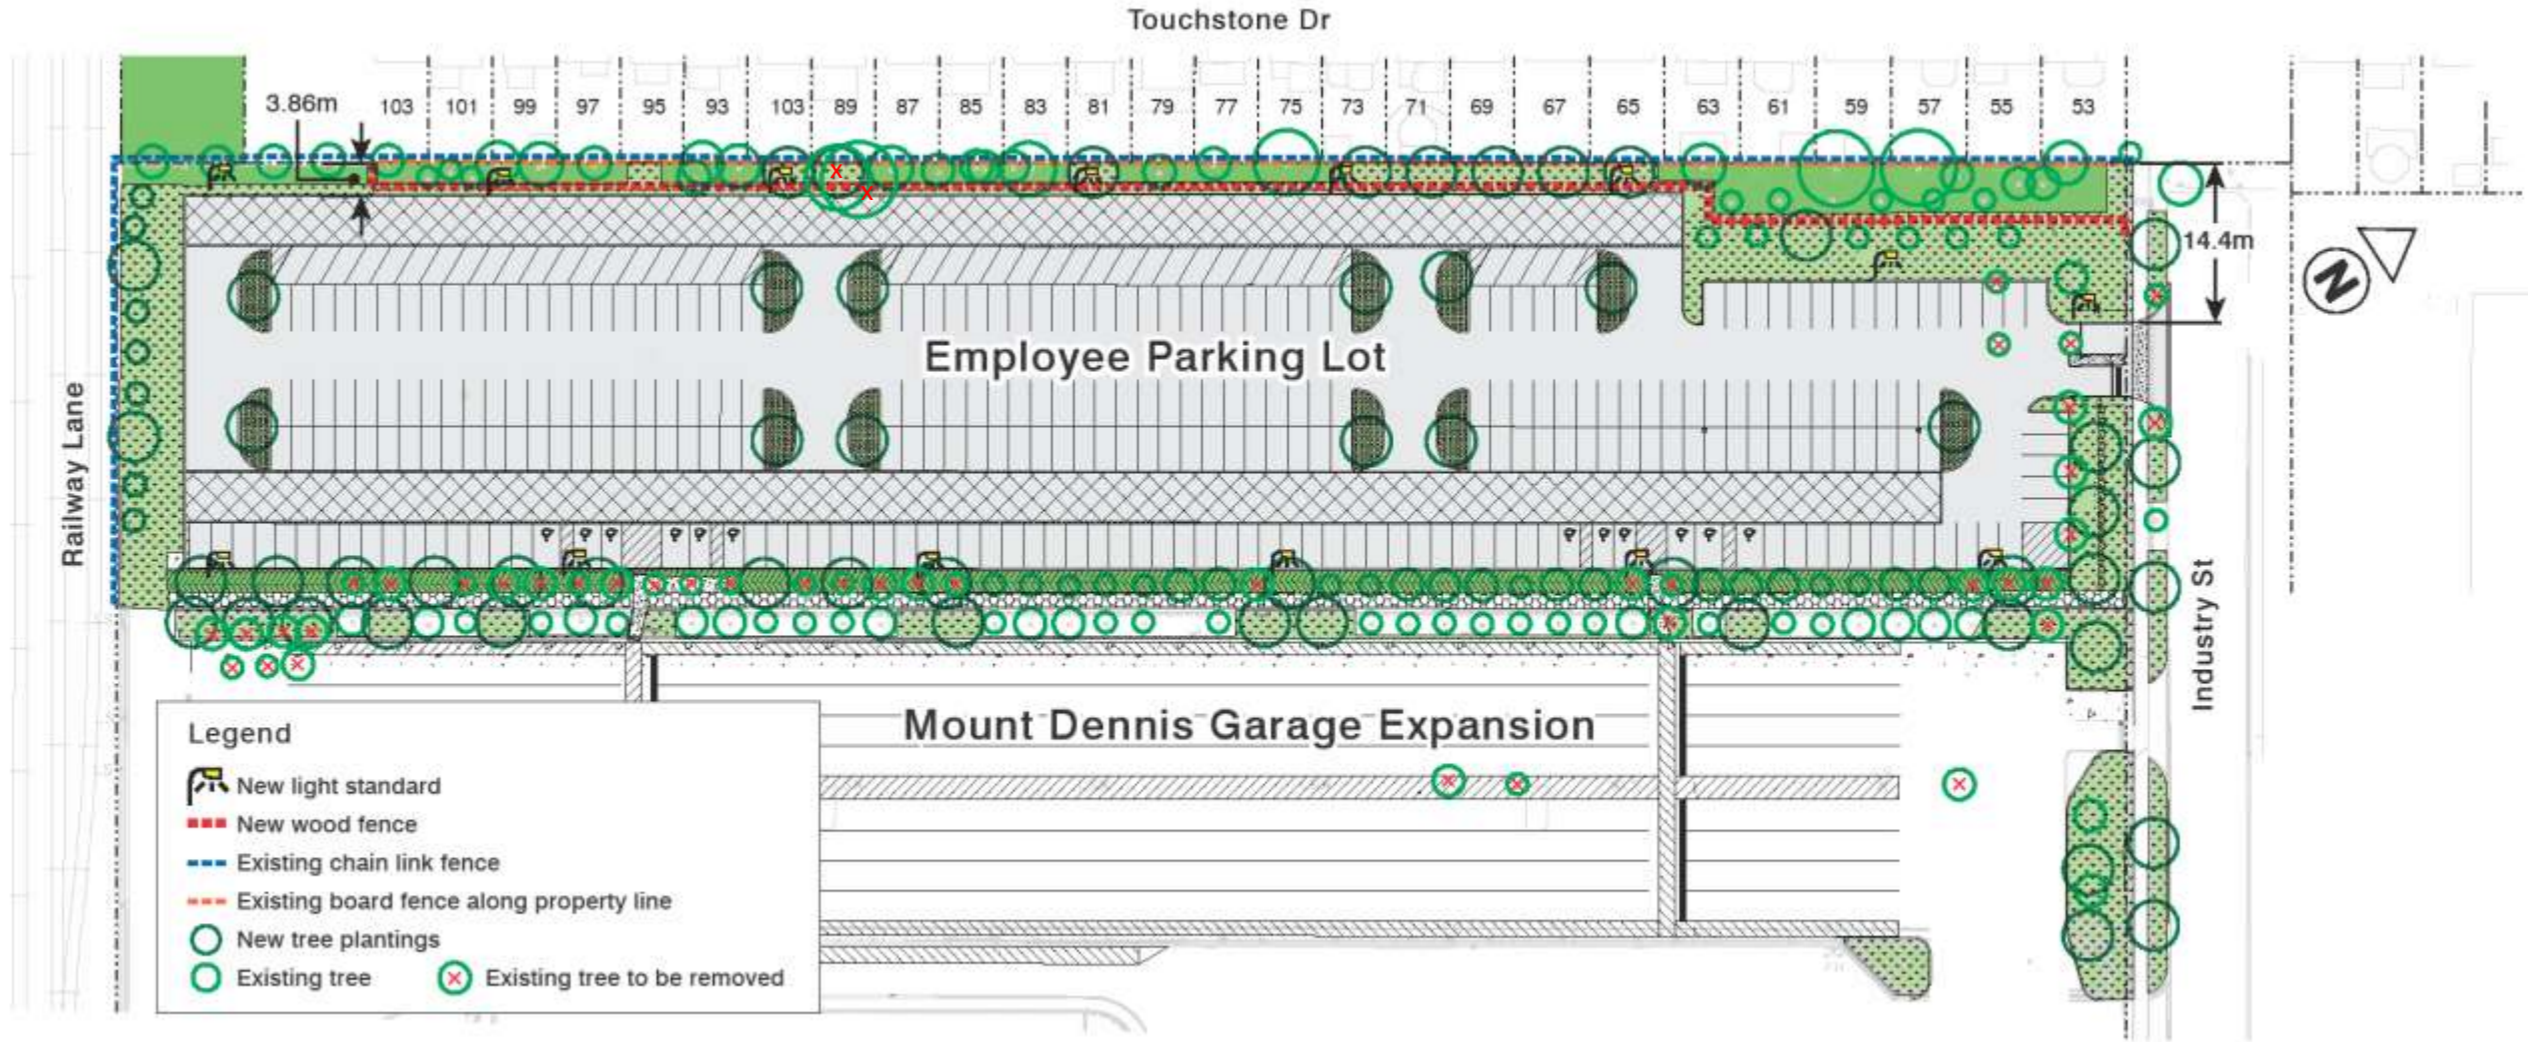 Touchstone Dr
3.86m
103 101 99 97 95 93 103 89 87 85 83 81 79 77 75 73 71 69 67 65 63 61 59 57 55 53
X
X
14.4m
N
Employee Parking Lot
Railway Lane
Industry St
Mount Dennis Garage Expansion
Legend
New light standard
New wood fence
Existing chain link fence
Existing board fence along property line
New tree plantings
Existing tree
Existing tree to be removed